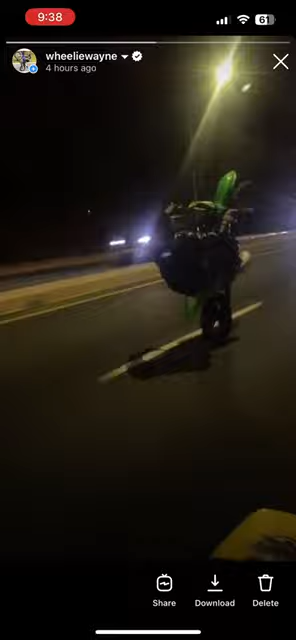 9:38
61
wheeliewayne
4 hours ago
Share
Download
Delete